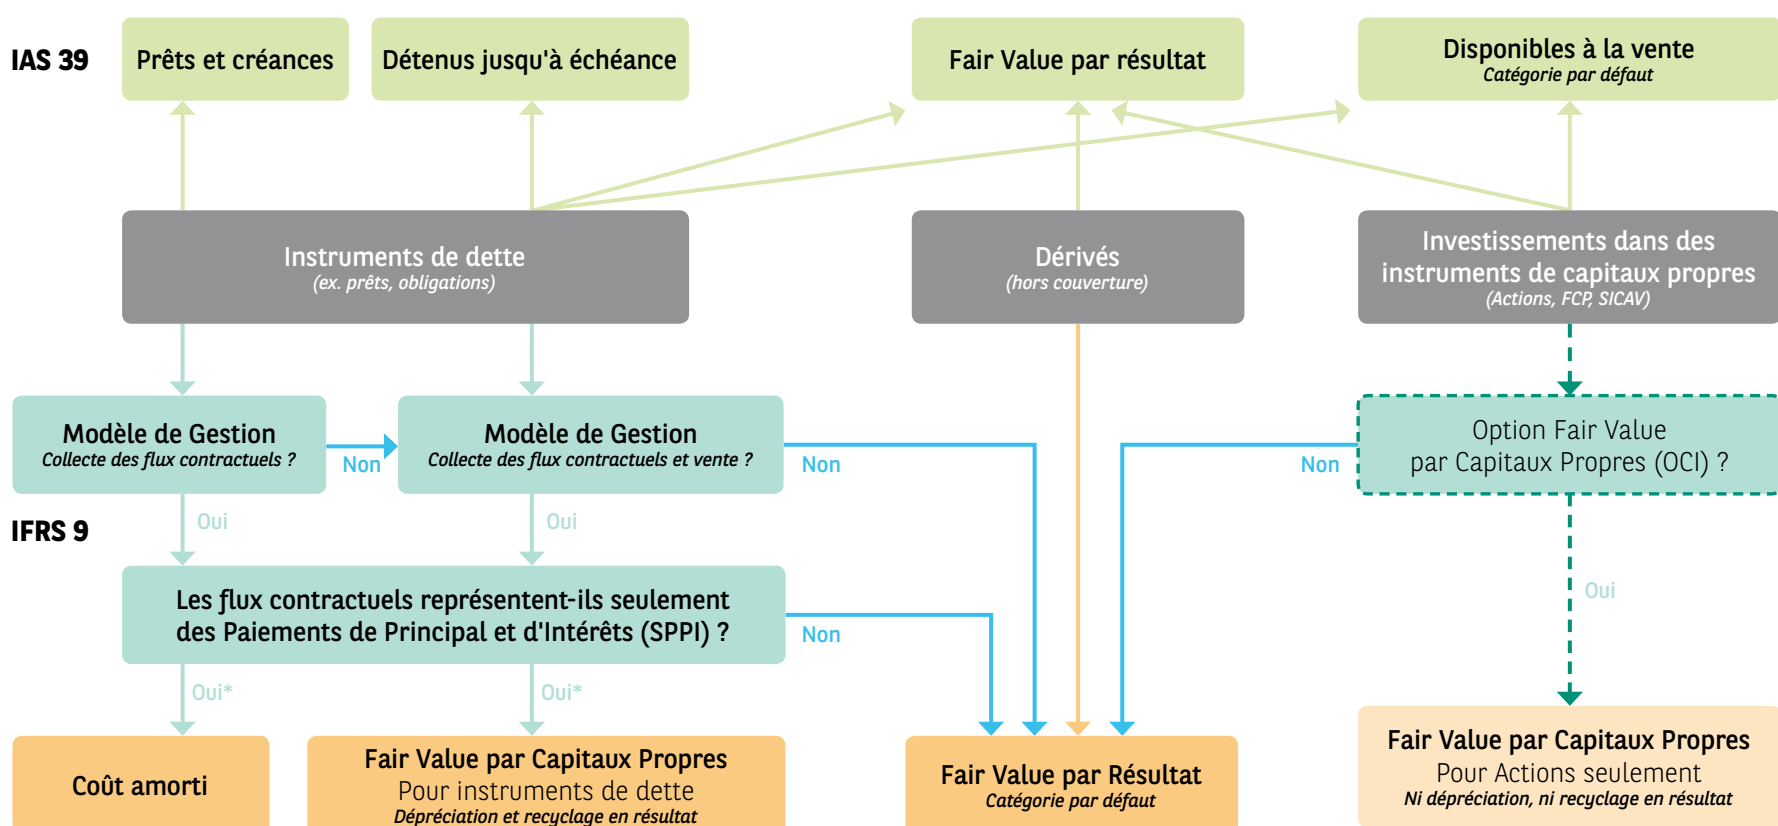 IAS 39
Prêts et créances
Détenus jusqu'à échéance
Fair Value par résultat
Disponibles à la vente
Catégorie par défaut
Instruments de dette
(ex. prêts, obligations)
Dérivés
(hors couverture)
Investissements dans des
instruments de capitaux propres
(Actions, FCP, SICAV)
Modèle de Gestion
Collecte des flux contractuels ?
Non
Modèle de Gestion
Collecte des flux contractuels et vente ?
Non
Non
Option Fair Value
par Capitaux Propres (OCI) ?
IFRS 9
Oui
Oui
Les flux contractuels représentent-ils seulement
des Paiements de Principal et d'Intérêts (SPPI) ?
Non
Oui
Oui*
Oui*
Coût amorti
Fair Value par Capitaux Propres
Pour instruments de dette
Dépréciation et recyclage en résultat
Fair Value par Résultat
Catégorie par défaut
Fair Value par Capitaux Propres
Pour Actions seulement
Ni dépréciation, ni recyclage en résultat